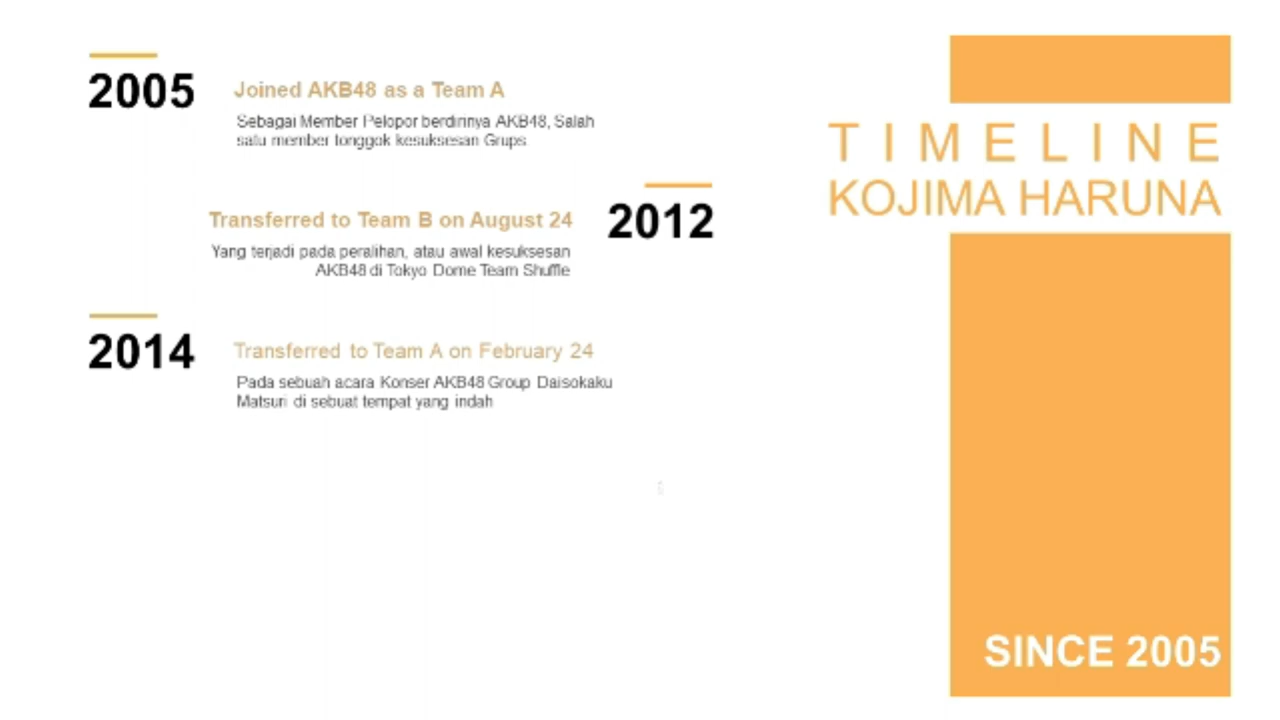 2005
Joined AKB48 as a Team A
Sebagai Member Pelopor berdirinya AKB48, Salah
satu member tonggok kesuksesan Grups
Transferred to Team B on August 24
2012
Yang terjadi pada peralihan, atau awal kesuksesan
AKB48 di Tokyo Dome Team Shuffle
2014
Transferred to Team A on February 24
Pada sebuah acara Konser AKB48 Group Daisokaku
Matsuri di sebuat tempat yang indah
TIMELINE
KOJIMA HARUNA
SINCE 2005